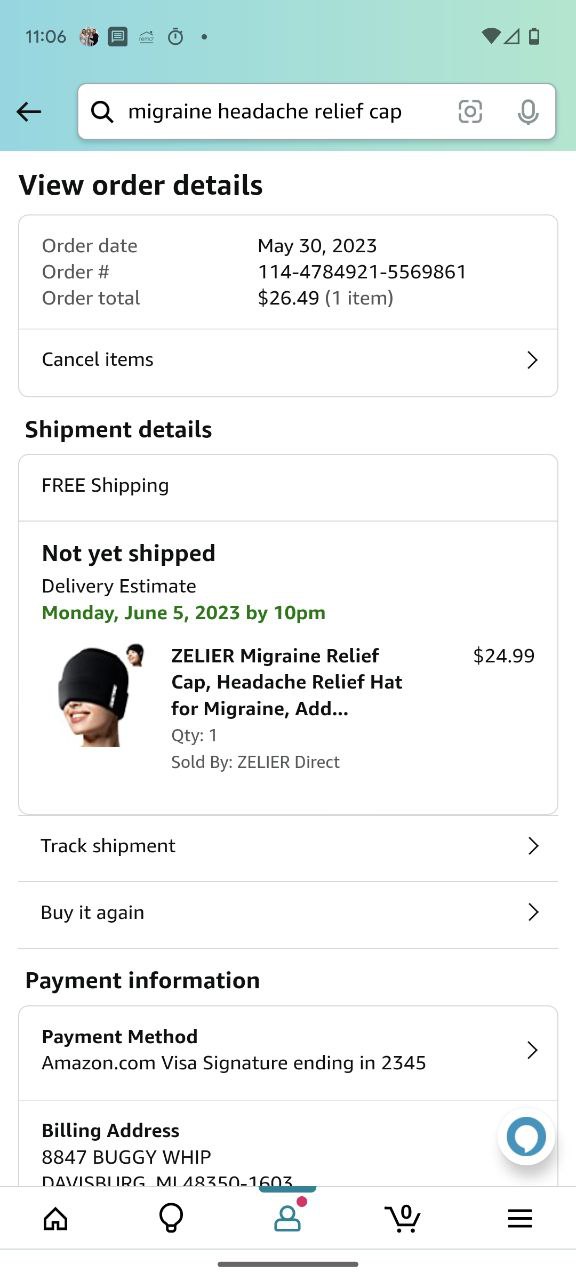 11:06
migraine headache relief cap
View order details
Order date May 30, 2023
Order # 114-4784921-5569861
Order total $26.49 (1 item)
Cancel items
Shipment details
FREE Shipping
Not yet shipped
Delivery Estimate
Monday, June 5, 2023 by 10pm
ZELIER Migraine Relief $24.99
Cap, Headache Relief Hat
for Migraine, Add...
Qty: 1
Sold By: ZELIER Direct
Track shipment
Buy it again
Payment information
Payment Method
Amazon.com Visa Signature ending in 2345
Billing Address
8847 BUGGY WHIP
DAVISBURG, MI 48350-1603
0